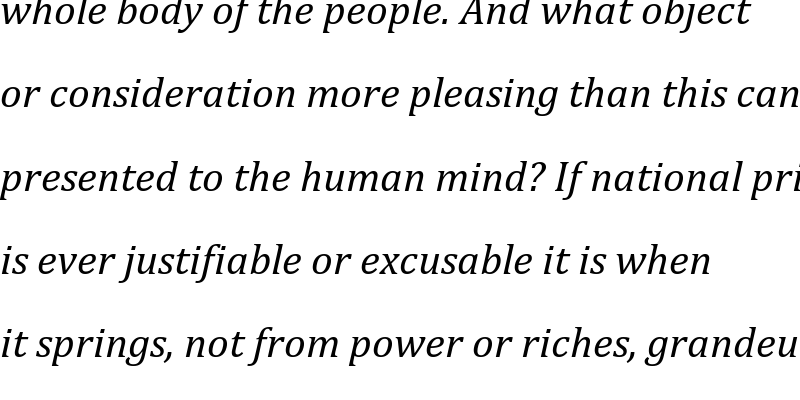 whole body of the people. And what object
or consideration more pleasing than this can
presented to the human mind? If national pri
is ever justifiable or excusable it is when
it springs, not from power or riches, grandeu